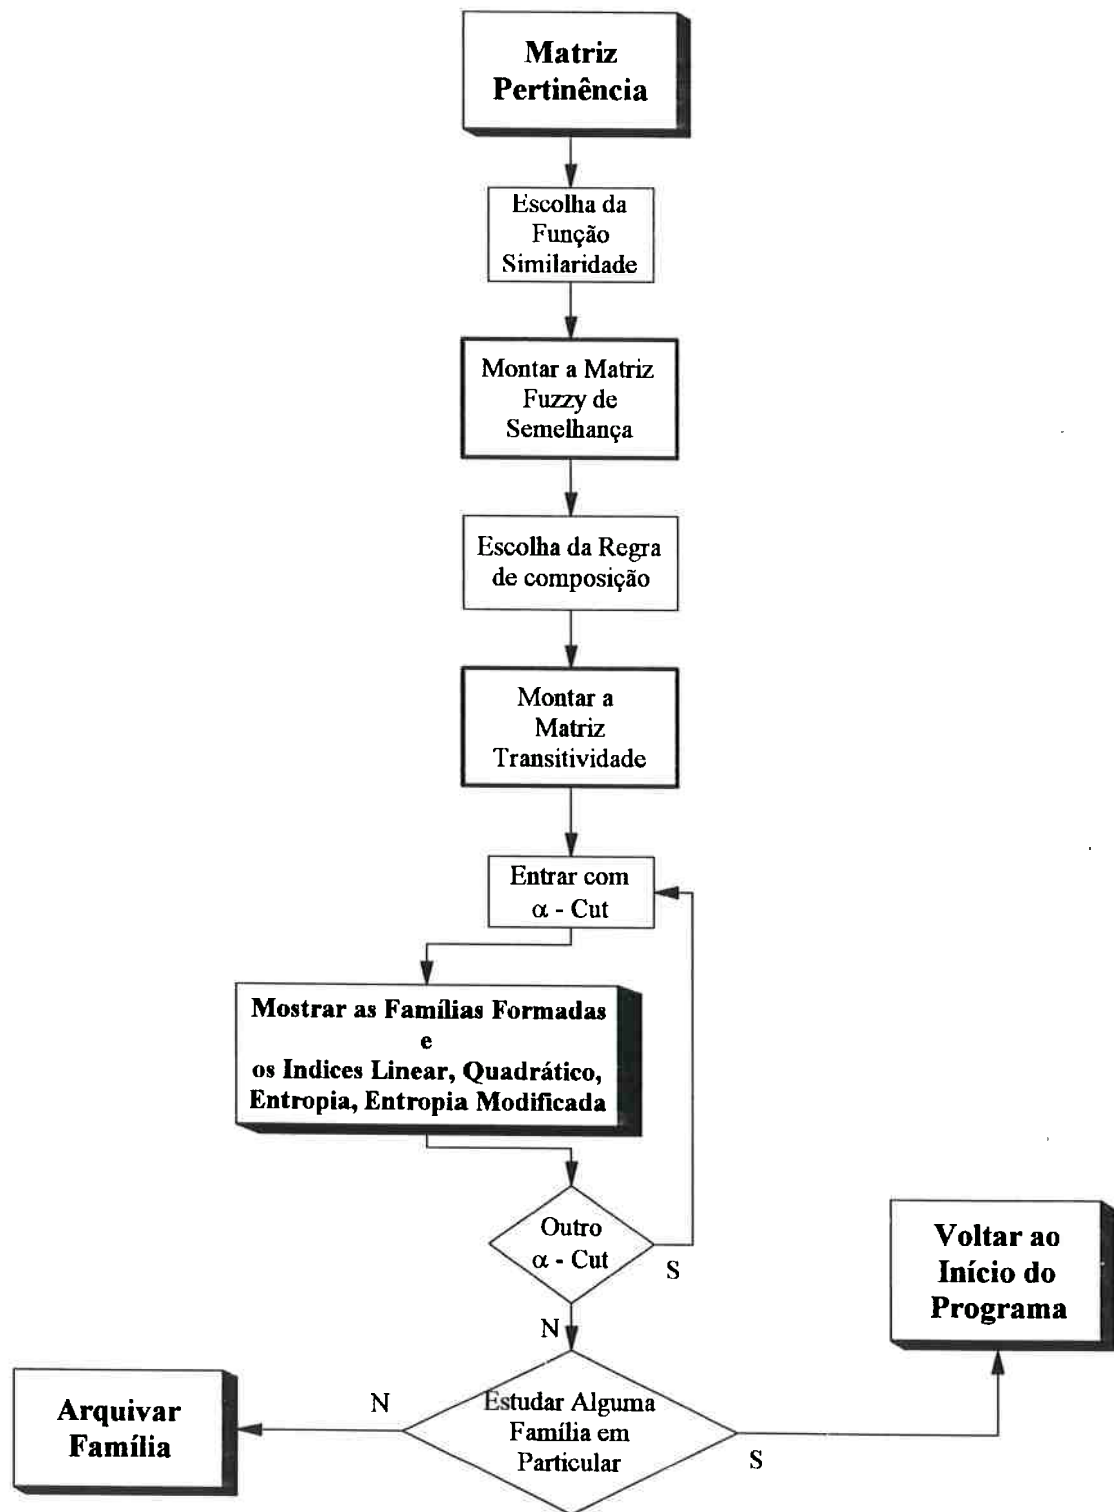 Matriz
Pertinência
Escolha da
Função
Similaridade
Montar a Matriz
Fuzzy de
Semelhança
Escolha da Regra
de composição
Montar a
Matriz
Transitividade
Entrar com
α - Cut
Mostrar as Famílias Formadas
e
os Indices Linear, Quadrático,
Entropia, Entropia Modificada
Outro
α - Cut
S
N
Voltar ao
Início do
Programa
Estudar Alguma
Família em
Particular
N
S
Arquivar
Família